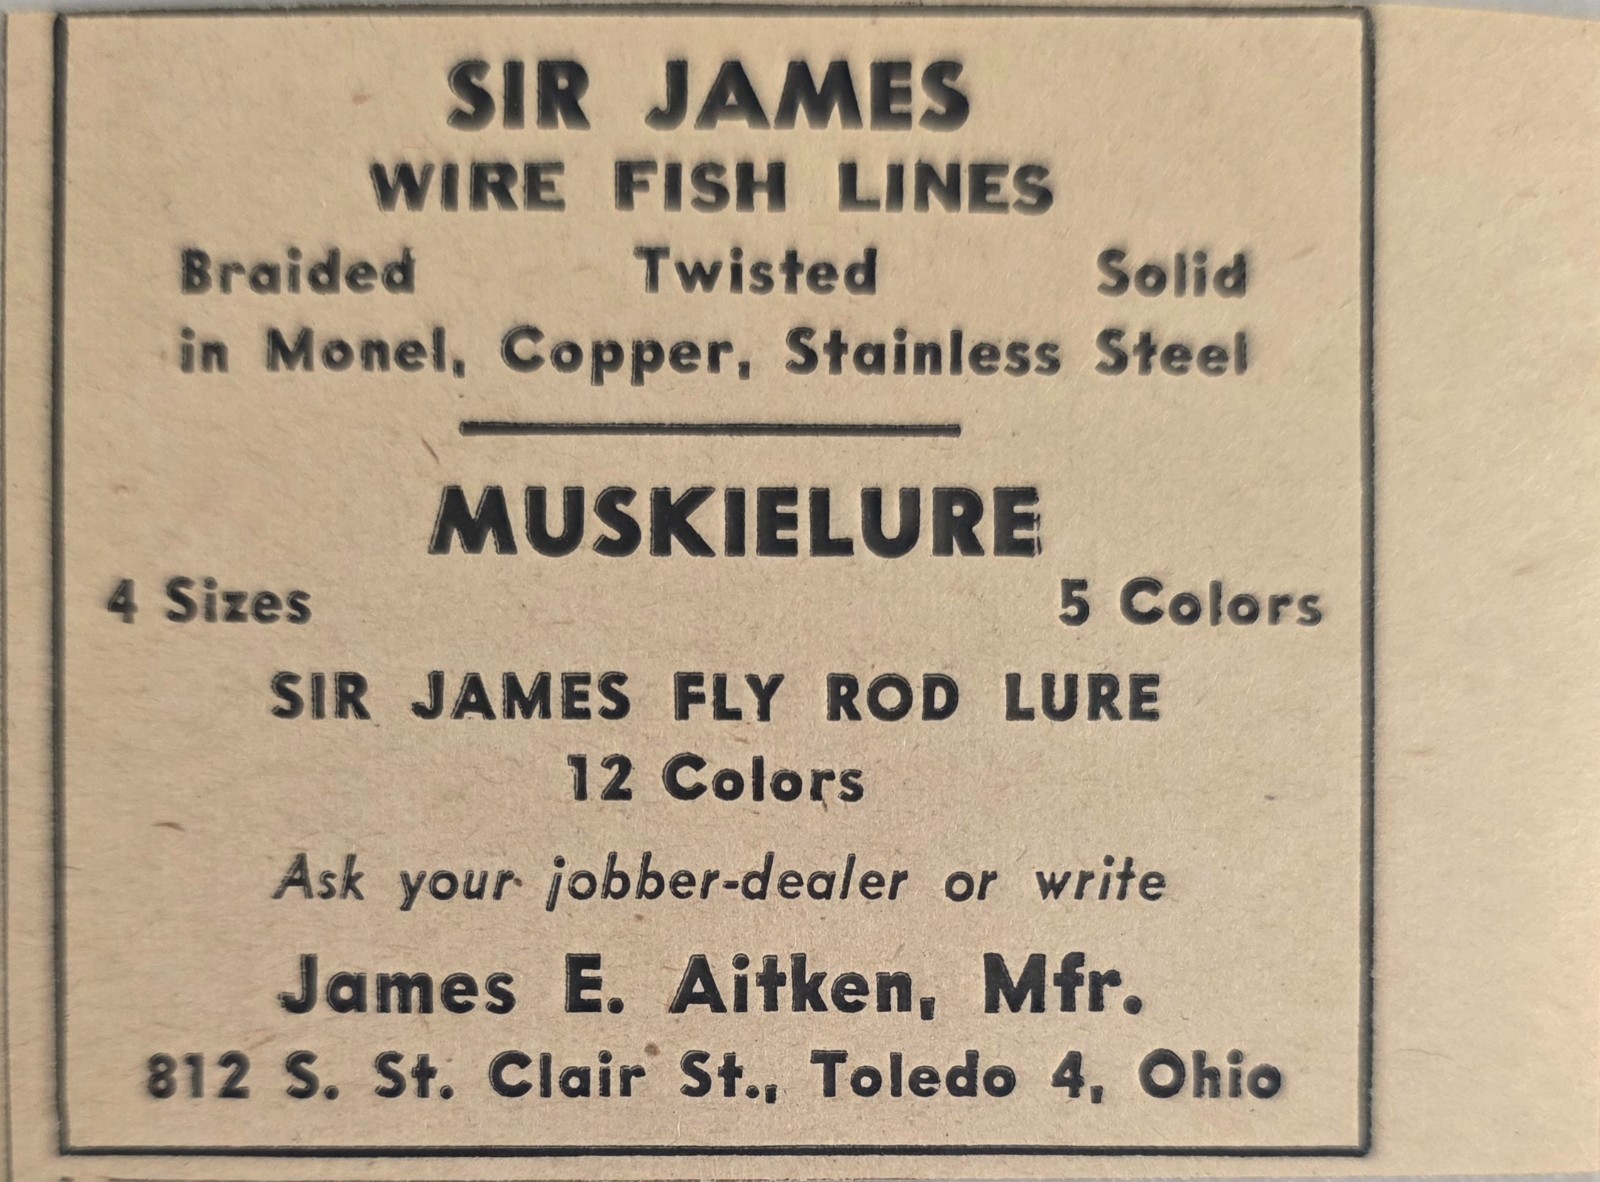 SIR JAMES
WIRE FISH LINES
Braided Twisted Solid
in Monel, Copper, Stainless Steel
MUSKIELURE
4 Sizes 5 Colors
SIR JAMES FLY ROD LURE
12 Colors
Ask your jobber-dealer or write
James E. Aitken, Mfr.
812 S. St. Clair St., Toledo 4, Ohio